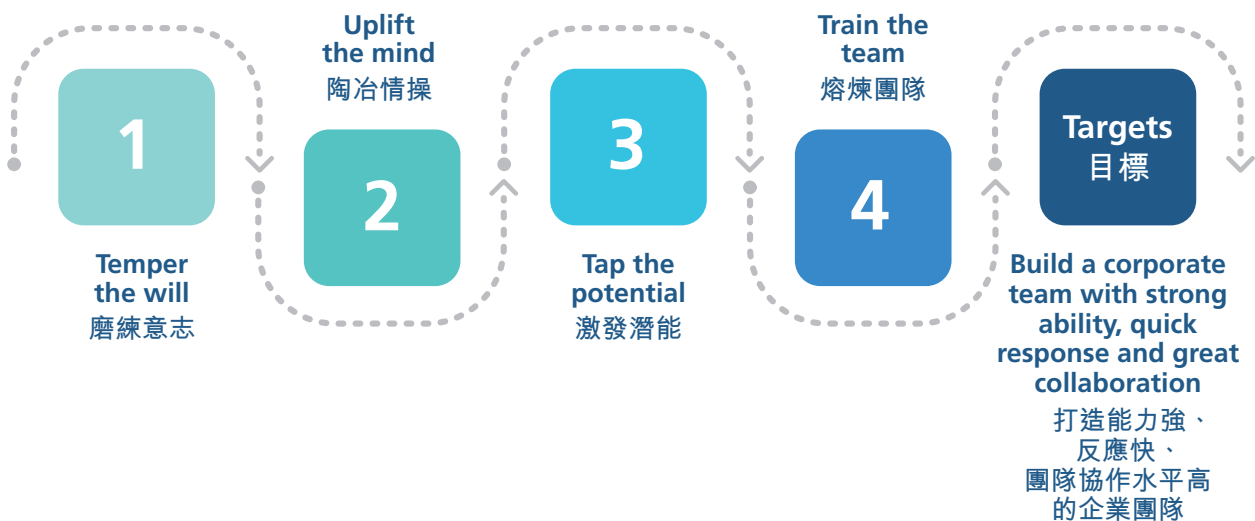 1
Temper
the will
磨練意志
Uplift
the mind
陶冶情操
2
3
Tap the
potential
激發潛能
Train the
team
熔煉團隊
4
Targets
目標
Build a corporate
team with strong
ability, quick
response and great
collaboration
打造能力強、
反應快、
團隊協作水平高
的企業團隊